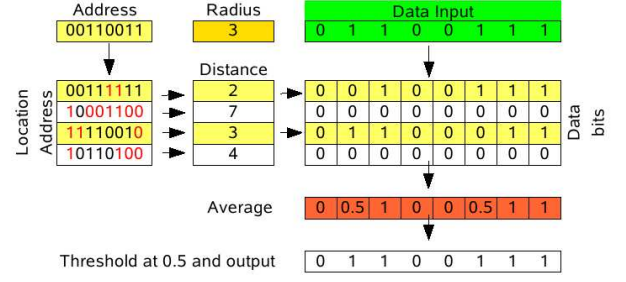 Address Radius Data Input
00110011 3 0 1 1 0 0 1 1 1
Distance
Location Address
00111111 2 0 0 1 0 0 1 1 1
10001100 7 0 0 0 0 0 0 0 0
11110010 3 0 1 1 0 0 0 1 1
10110100 4 0 0 0 0 0 0 0 0
Data bits
Average 0 0.5 1 0 0 0.5 1 1
Threshold at 0.5 and output 0 1 1 0 0 1 1 1